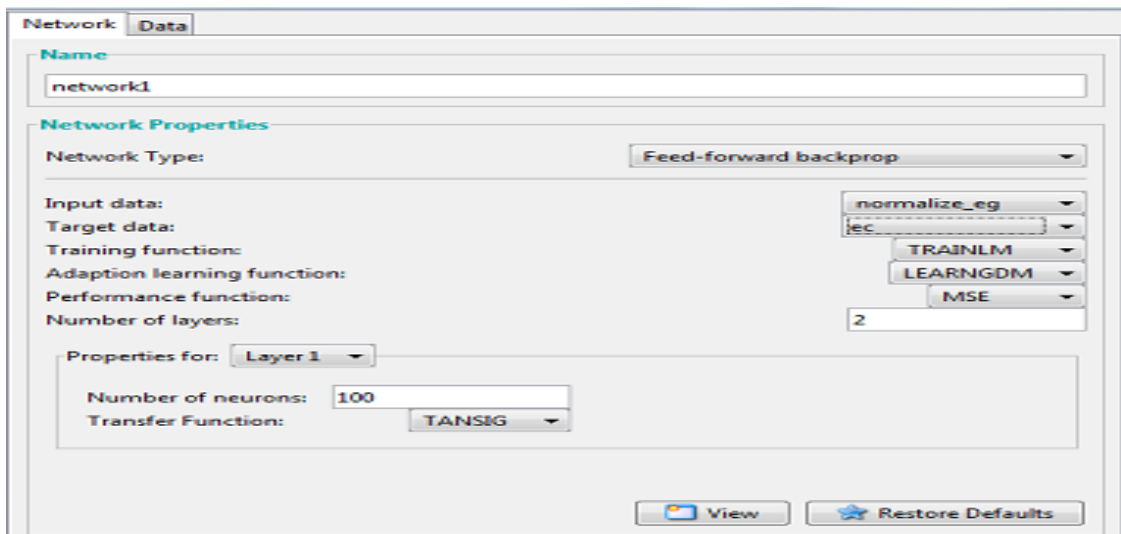 Network Data
Name
network1
Network Properties
Network Type: Feed-forward backprop
Input data: normalize_eg
Target data: ec
Training function: TRAINLM
Adaption learning function: LEARNGDM
Performance function: MSE
Number of layers: 2
Properties for: Layer 1
Number of neurons: 100
Transfer Function: TANSIG
View Restore Defaults